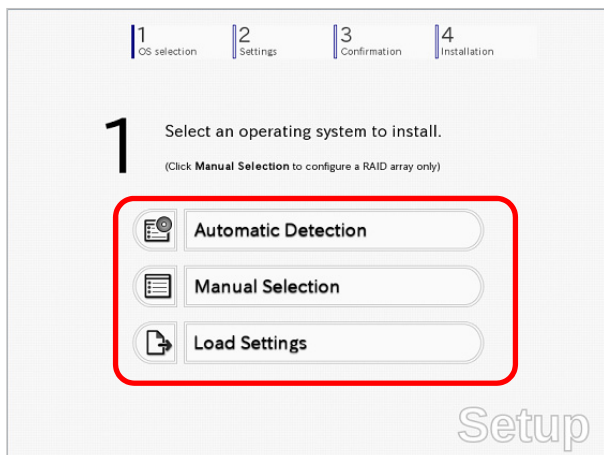 1
OS selection
2
Settings
3
Confirmation
4
Installation
1
Select an operating system to install.
(Click Manual Selection to configure a RAID array only)
Automatic Detection
Manual Selection
Load Settings
Setup